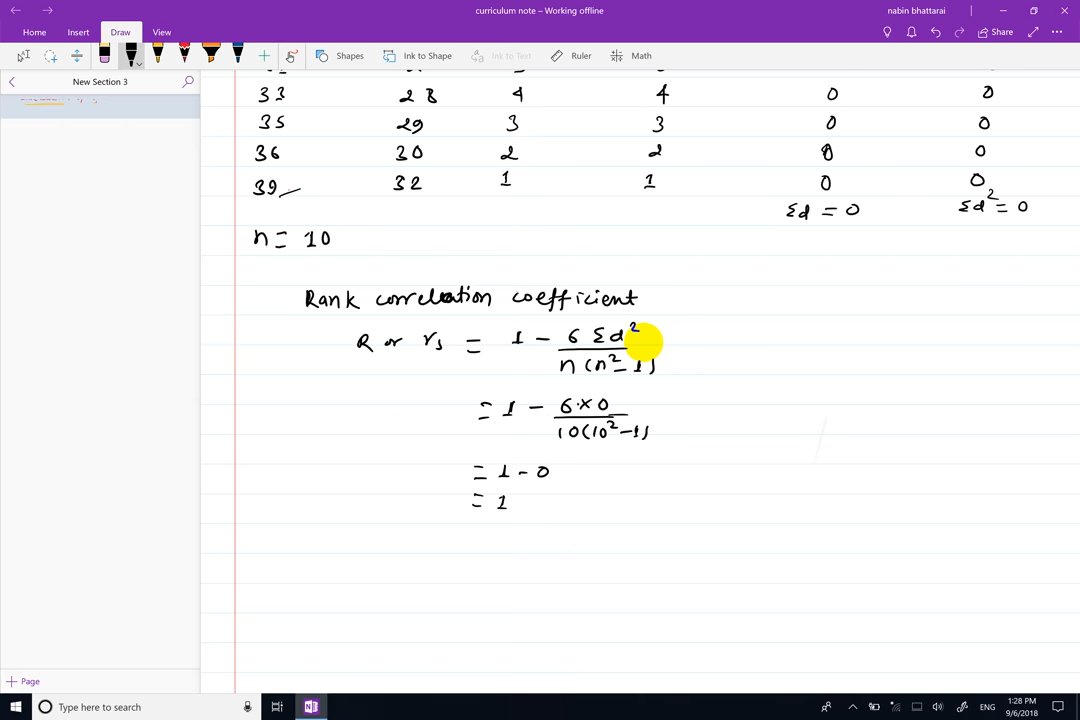 curriculum note – Working offline
nabin bhattarai
Home Insert Draw View
Share
Shapes Ink to Shape Ink to Text Ruler Math
New Section 3
33 28 4 4 0 0
35 29 3 3 0 0
36 30 2 2 0 0
39 32 1 1 0 0
Σd = 0 Σd² = 0
n = 10
Rank correlation coefficient
R or rs = 1 - 6 Σd² / n (n² - 1)
= 1 - 6 × 0 / 10(10² - 1)
= 1 - 0
= 1
+ Page
Type here to search
ENG
1:28 PM
9/6/2018